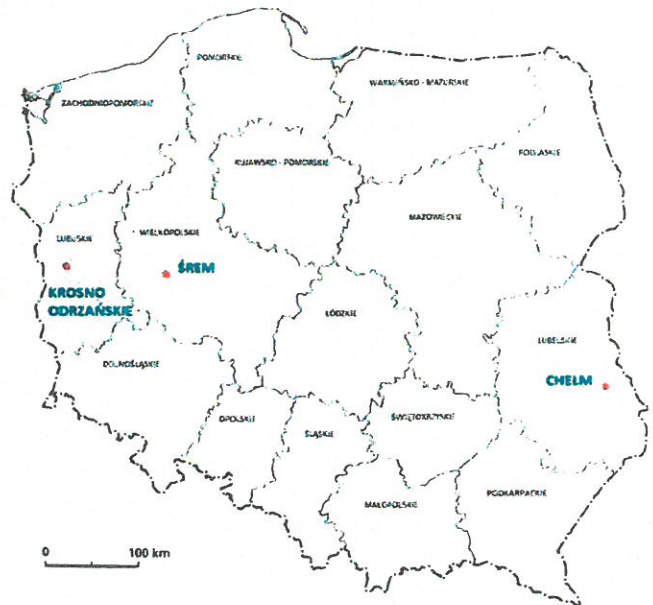 POMORSKIE
WARMIŃSKO - MAZURSKIE
ZACHODNIOPOMORSKIE
PODLASKIE
KUJAWSKO - POMORSKIE
MAZOWIECKIE
LUBUSKIE
WIELKOPOLSKIE
ŚREM
KROSNO
ODRZAŃSKIE
ŁÓDZKIE
LUBELSKIE
DOLNOŚLĄSKIE
CHEŁM
OPOLSKIE
ŚWIĘTOKRZYSKIE
ŚLĄSKIE
PODKARPACKIE
MAŁOPOLSKIE
0 100 km